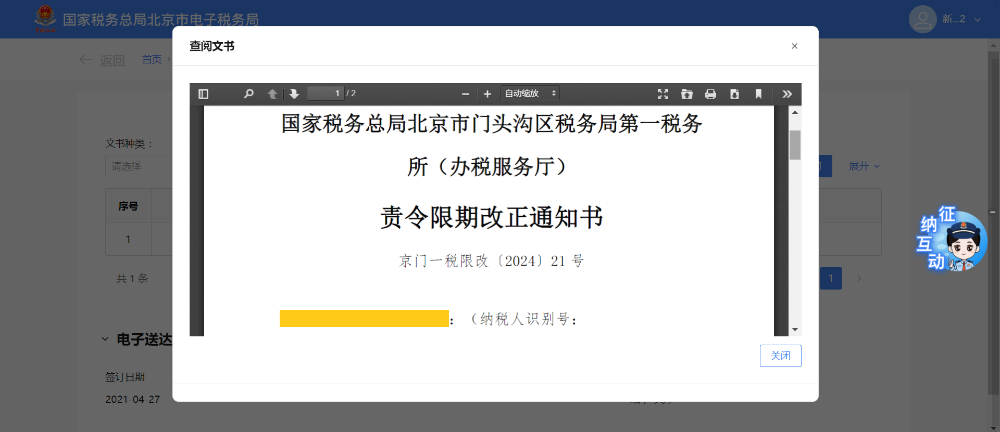 国家税务总局北京市电子税务局
新...2
返回
首页
查阅文书
×
1 / 2
自动缩放
国家税务总局北京市门头沟区税务局第一税务
所（办税服务厅）
责令限期改正通知书
京门一税限改〔2024〕21 号
：（纳税人识别号：
关闭
文书种类：
请选择
展开
序号
1
共 1 条
1
电子送达
签订日期
2021-04-27
征
纳
互
动